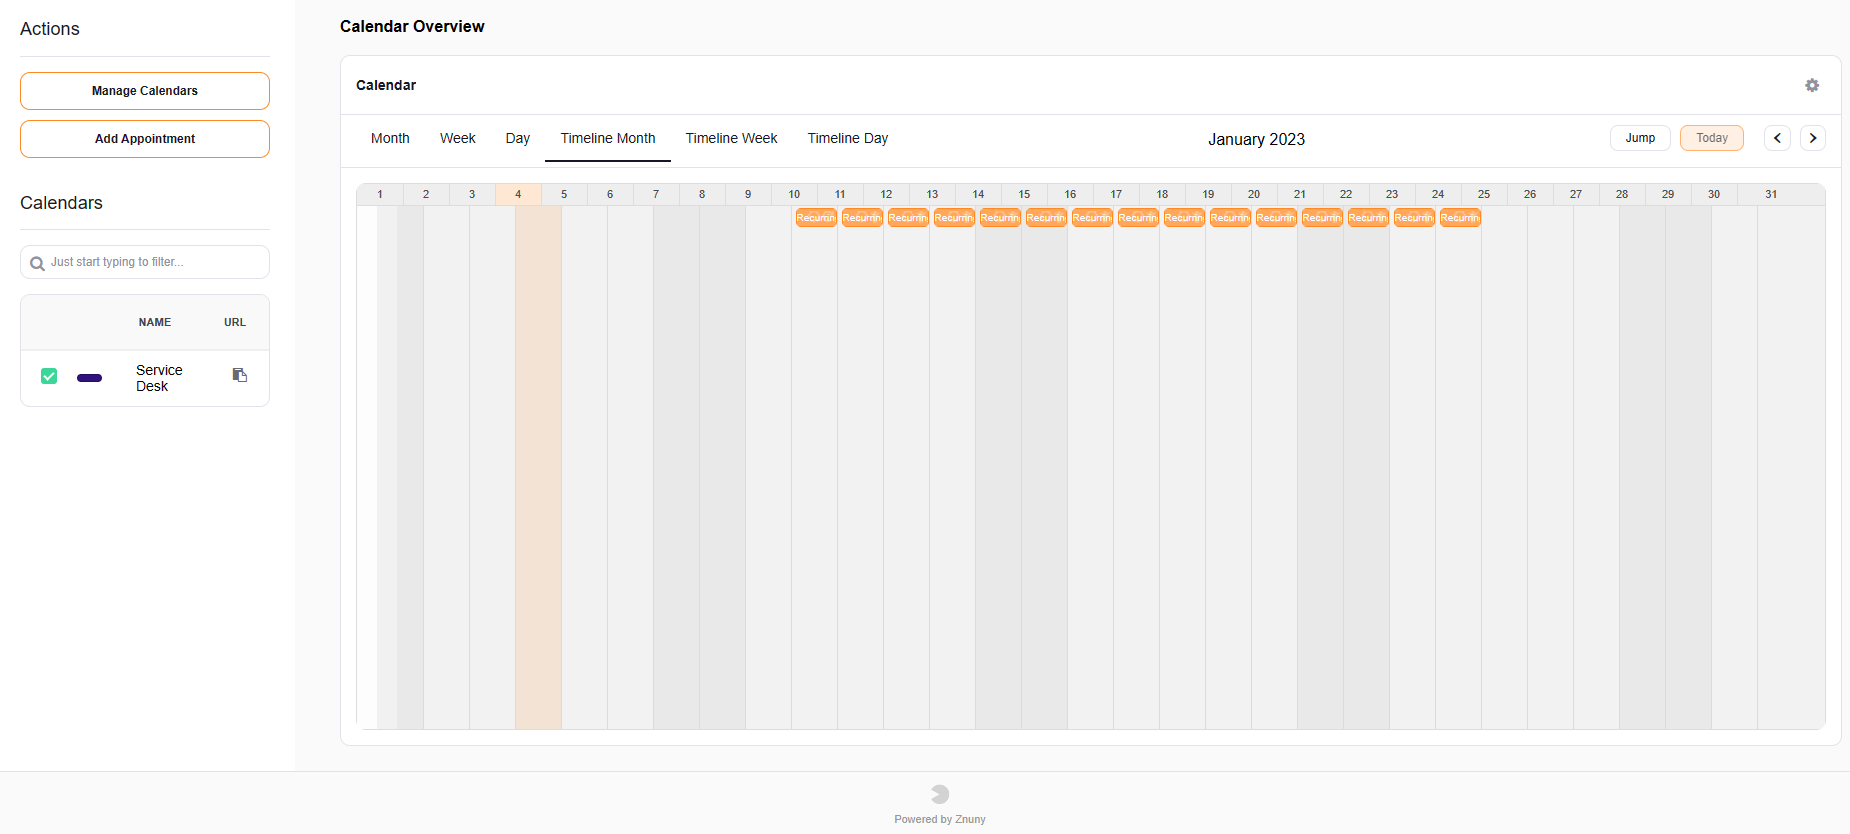 Actions
Manage Calendars
Add Appointment
Calendars
Just start typing to filter...
NAME URL
Service
Desk
Calendar Overview
Calendar
Month Week Day Timeline Month Timeline Week Timeline Day January 2023 Jump Today
1 2 3 4 5 6 7 8 9 10 11 12 13 14 15 16 17 18 19 20 21 22 23 24 25 26 27 28 29 30 31
Recurrin Recurrin Recurrin Recurrin Recurrin Recurrin Recurrin Recurrin Recurrin Recurrin Recurrin Recurrin Recurrin Recurrin Recurrin
Powered by Znuny